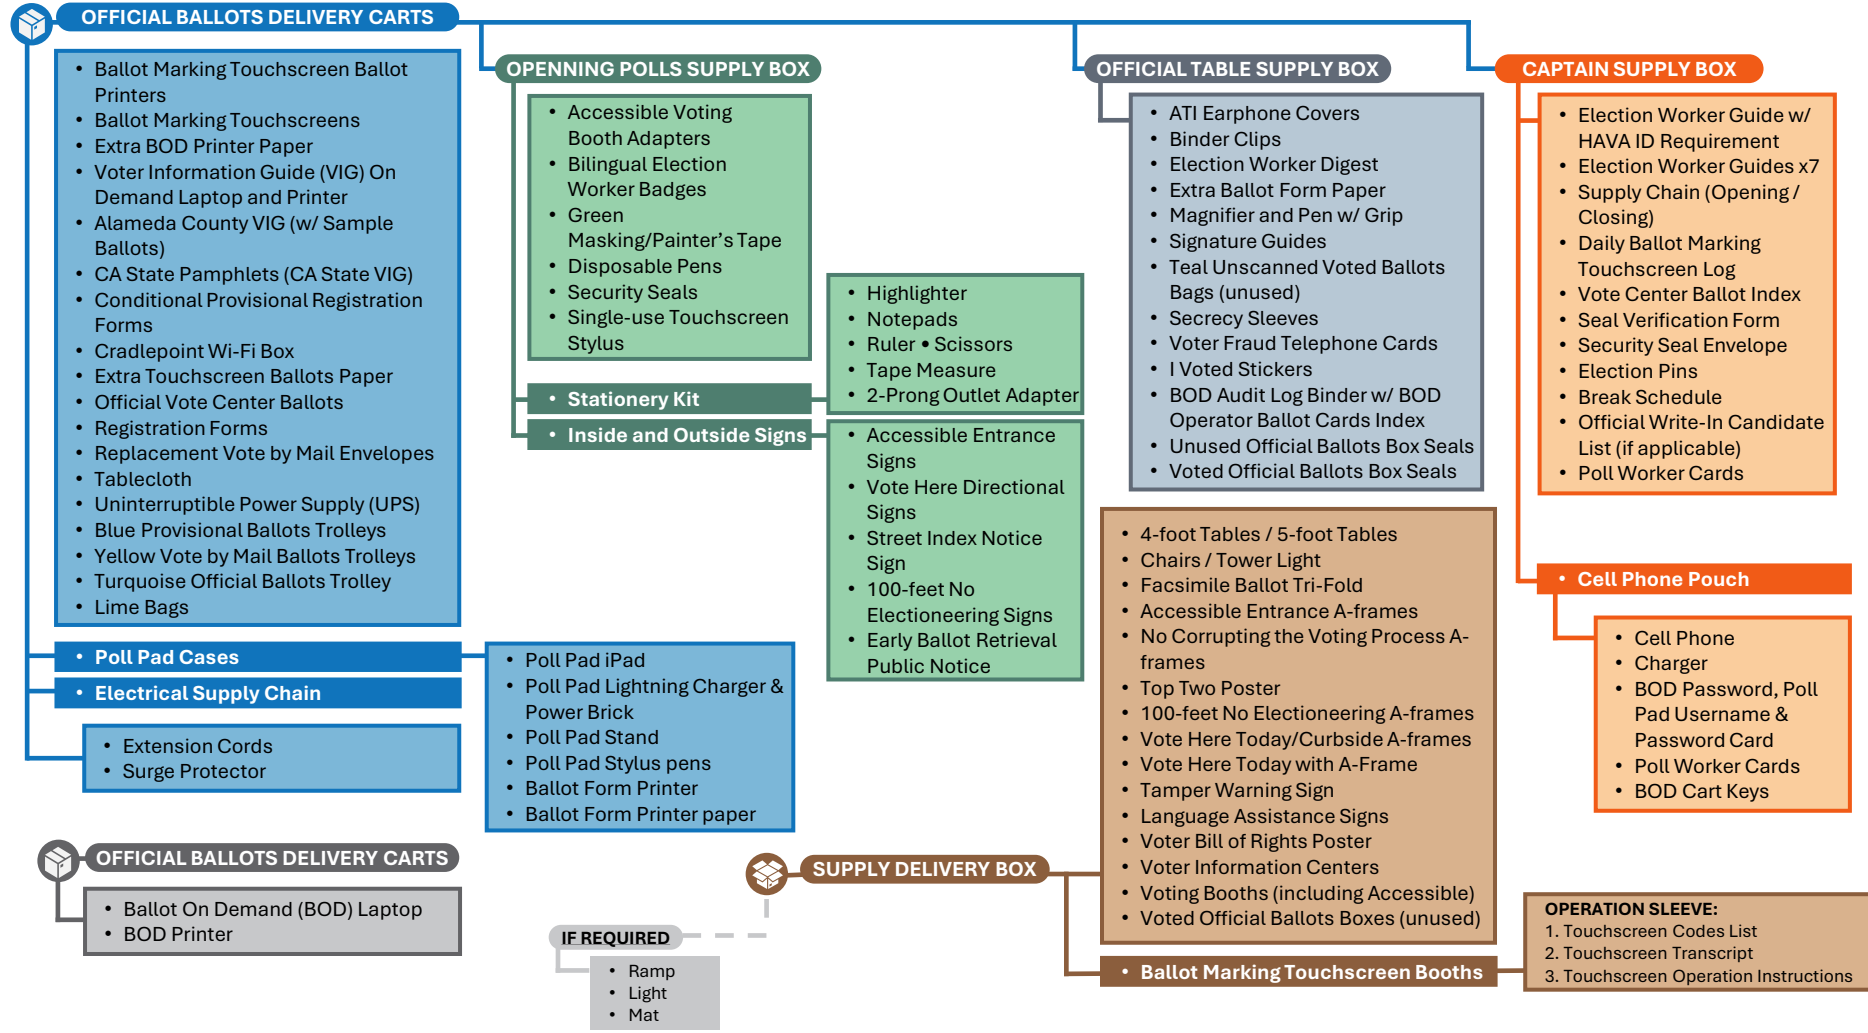 OFFICIAL BALLOTS DELIVERY CARTS
• Ballot Marking Touchscreen Ballot
Printers
• Ballot Marking Touchscreens
• Extra BOD Printer Paper
• Voter Information Guide (VIG) On
Demand Laptop and Printer
• Alameda County VIG (w/ Sample
Ballots)
• CA State Pamphlets (CA State VIG)
• Conditional Provisional Registration
Forms
• Cradlepoint Wi-Fi Box
• Extra Touchscreen Ballots Paper
• Official Vote Center Ballots
• Registration Forms
• Replacement Vote by Mail Envelopes
• Tablecloth
• Uninterruptible Power Supply (UPS)
• Blue Provisional Ballots Trolleys
• Yellow Vote by Mail Ballots Trolleys
• Turquoise Official Ballots Trolley
• Lime Bags
• Poll Pad Cases
• Electrical Supply Chain
• Extension Cords
• Surge Protector
• Poll Pad iPad
• Poll Pad Lightning Charger &
Power Brick
• Poll Pad Stand
• Poll Pad Stylus pens
• Ballot Form Printer
• Ballot Form Printer paper
OPENNING POLLS SUPPLY BOX
• Accessible Voting
Booth Adapters
• Bilingual Election
Worker Badges
• Green
Masking/Painter's Tape
• Disposable Pens
• Security Seals
• Single-use Touchscreen
Stylus
• Stationery Kit
• Highlighter
• Notepads
• Ruler • Scissors
• Tape Measure
• 2-Prong Outlet Adapter
• Inside and Outside Signs
• Accessible Entrance
Signs
• Vote Here Directional
Signs
• Street Index Notice
Sign
• 100-feet No
Electioneering Signs
• Early Ballot Retrieval
Public Notice
OFFICIAL TABLE SUPPLY BOX
• ATI Earphone Covers
• Binder Clips
• Election Worker Digest
• Extra Ballot Form Paper
• Magnifier and Pen w/ Grip
• Signature Guides
• Teal Unscanned Voted Ballots
Bags (unused)
• Secrecy Sleeves
• Voter Fraud Telephone Cards
• I Voted Stickers
• BOD Audit Log Binder w/ BOD
Operator Ballot Cards Index
• Unused Official Ballots Box Seals
• Voted Official Ballots Box Seals
CAPTAIN SUPPLY BOX
• Election Worker Guide w/
HAVA ID Requirement
• Election Worker Guides x7
• Supply Chain (Opening /
Closing)
• Daily Ballot Marking
Touchscreen Log
• Vote Center Ballot Index
• Seal Verification Form
• Security Seal Envelope
• Election Pins
• Break Schedule
• Official Write-In Candidate
List (if applicable)
• Poll Worker Cards
• Cell Phone Pouch
• Cell Phone
• Charger
• BOD Password, Poll
Pad Username &
Password Card
• Poll Worker Cards
• BOD Cart Keys
OFFICIAL BALLOTS DELIVERY CARTS
• Ballot On Demand (BOD) Laptop
• BOD Printer
SUPPLY DELIVERY BOX
• 4-foot Tables / 5-foot Tables
• Chairs / Tower Light
• Facsimile Ballot Tri-Fold
• Accessible Entrance A-frames
• No Corrupting the Voting Process A-
frames
• Top Two Poster
• 100-feet No Electioneering A-frames
• Vote Here Today/Curbside A-frames
• Vote Here Today with A-Frame
• Tamper Warning Sign
• Language Assistance Signs
• Voter Bill of Rights Poster
• Voter Information Centers
• Voting Booths (including Accessible)
• Voted Official Ballots Boxes (unused)
• Ballot Marking Touchscreen Booths
OPERATION SLEEVE:
1. Touchscreen Codes List
2. Touchscreen Transcript
3. Touchscreen Operation Instructions
IF REQUIRED
• Ramp
• Light
• Mat